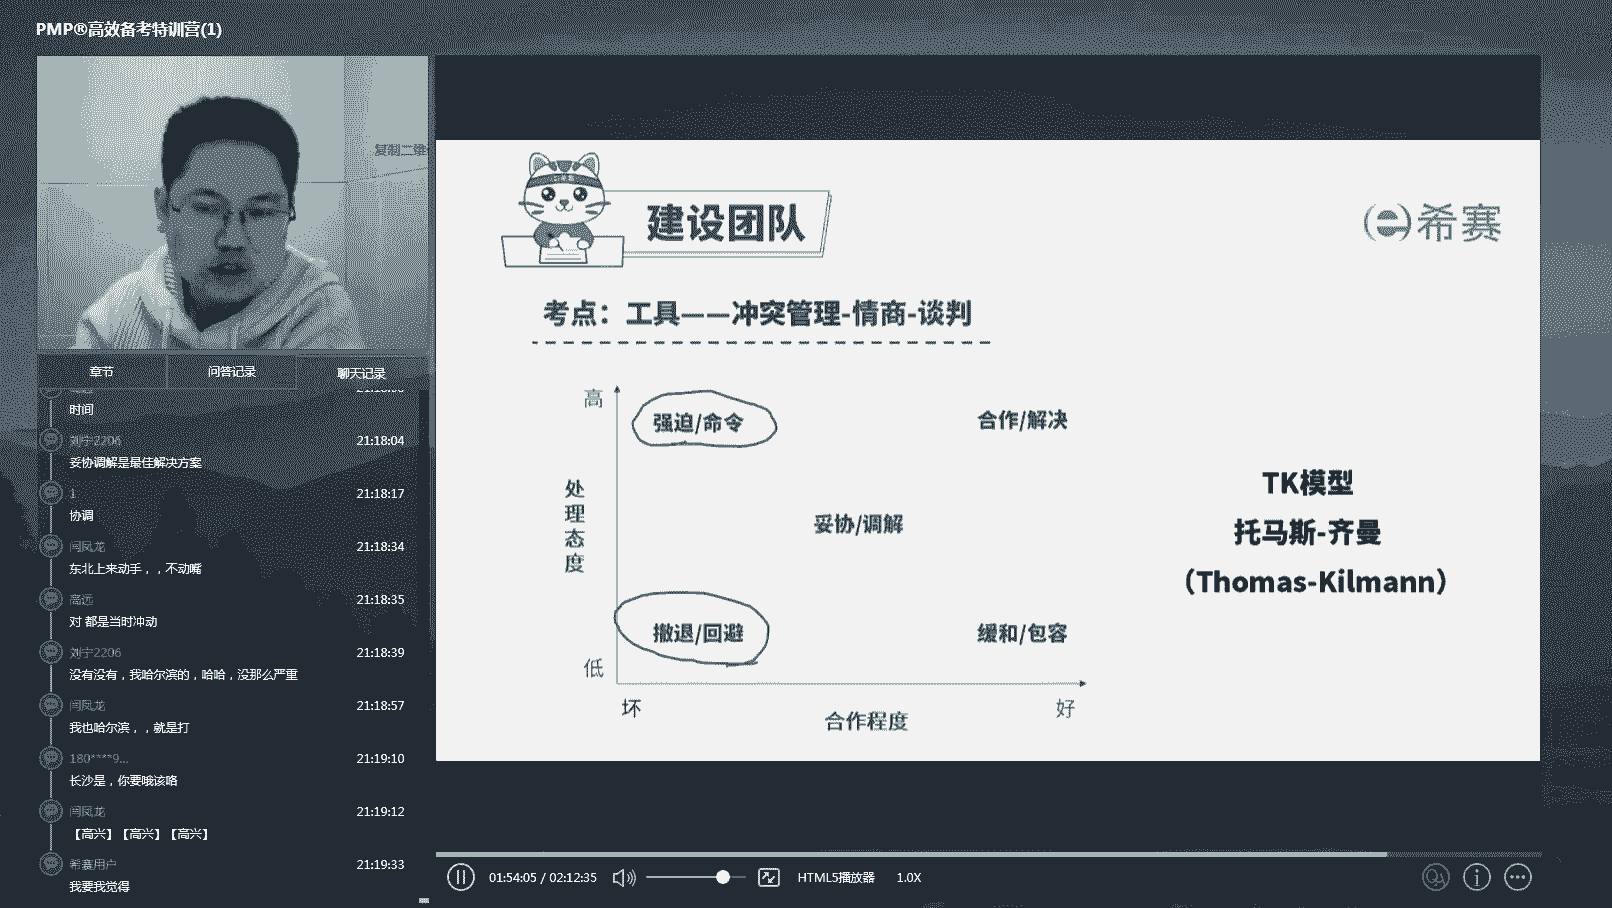 PMP®高效备考特训营(1)
复制二维
章节
问答记录
聊天记录
时间
刘宁2206
21:18:04
妥协调解是最佳解决方案
1
21:18:17
协调
闫凤龙
21:18:34
东北上来动手，，不动嘴
高远
21:18:35
对 都是当时冲动
刘宁2206
21:18:39
没有没有，我哈尔滨的，哈哈，没那么严重
闫凤龙
21:18:57
我也哈尔滨，，就是打
180****9...
21:19:10
长沙是，你要哦该咯
闫凤龙
21:19:12
【高兴】【高兴】【高兴】
希赛用户
21:19:33
我要我觉得
建设团队
希赛
考点：工具——冲突管理-情商-谈判
高
强迫/命令
合作/解决
处理态度
妥协/调解
撤退/回避
缓和/包容
低
坏
合作程度
好
TK模型
托马斯-齐曼
（Thomas-Kilmann）
01:54:05 / 02:12:35
HTML5播放器
1.0X